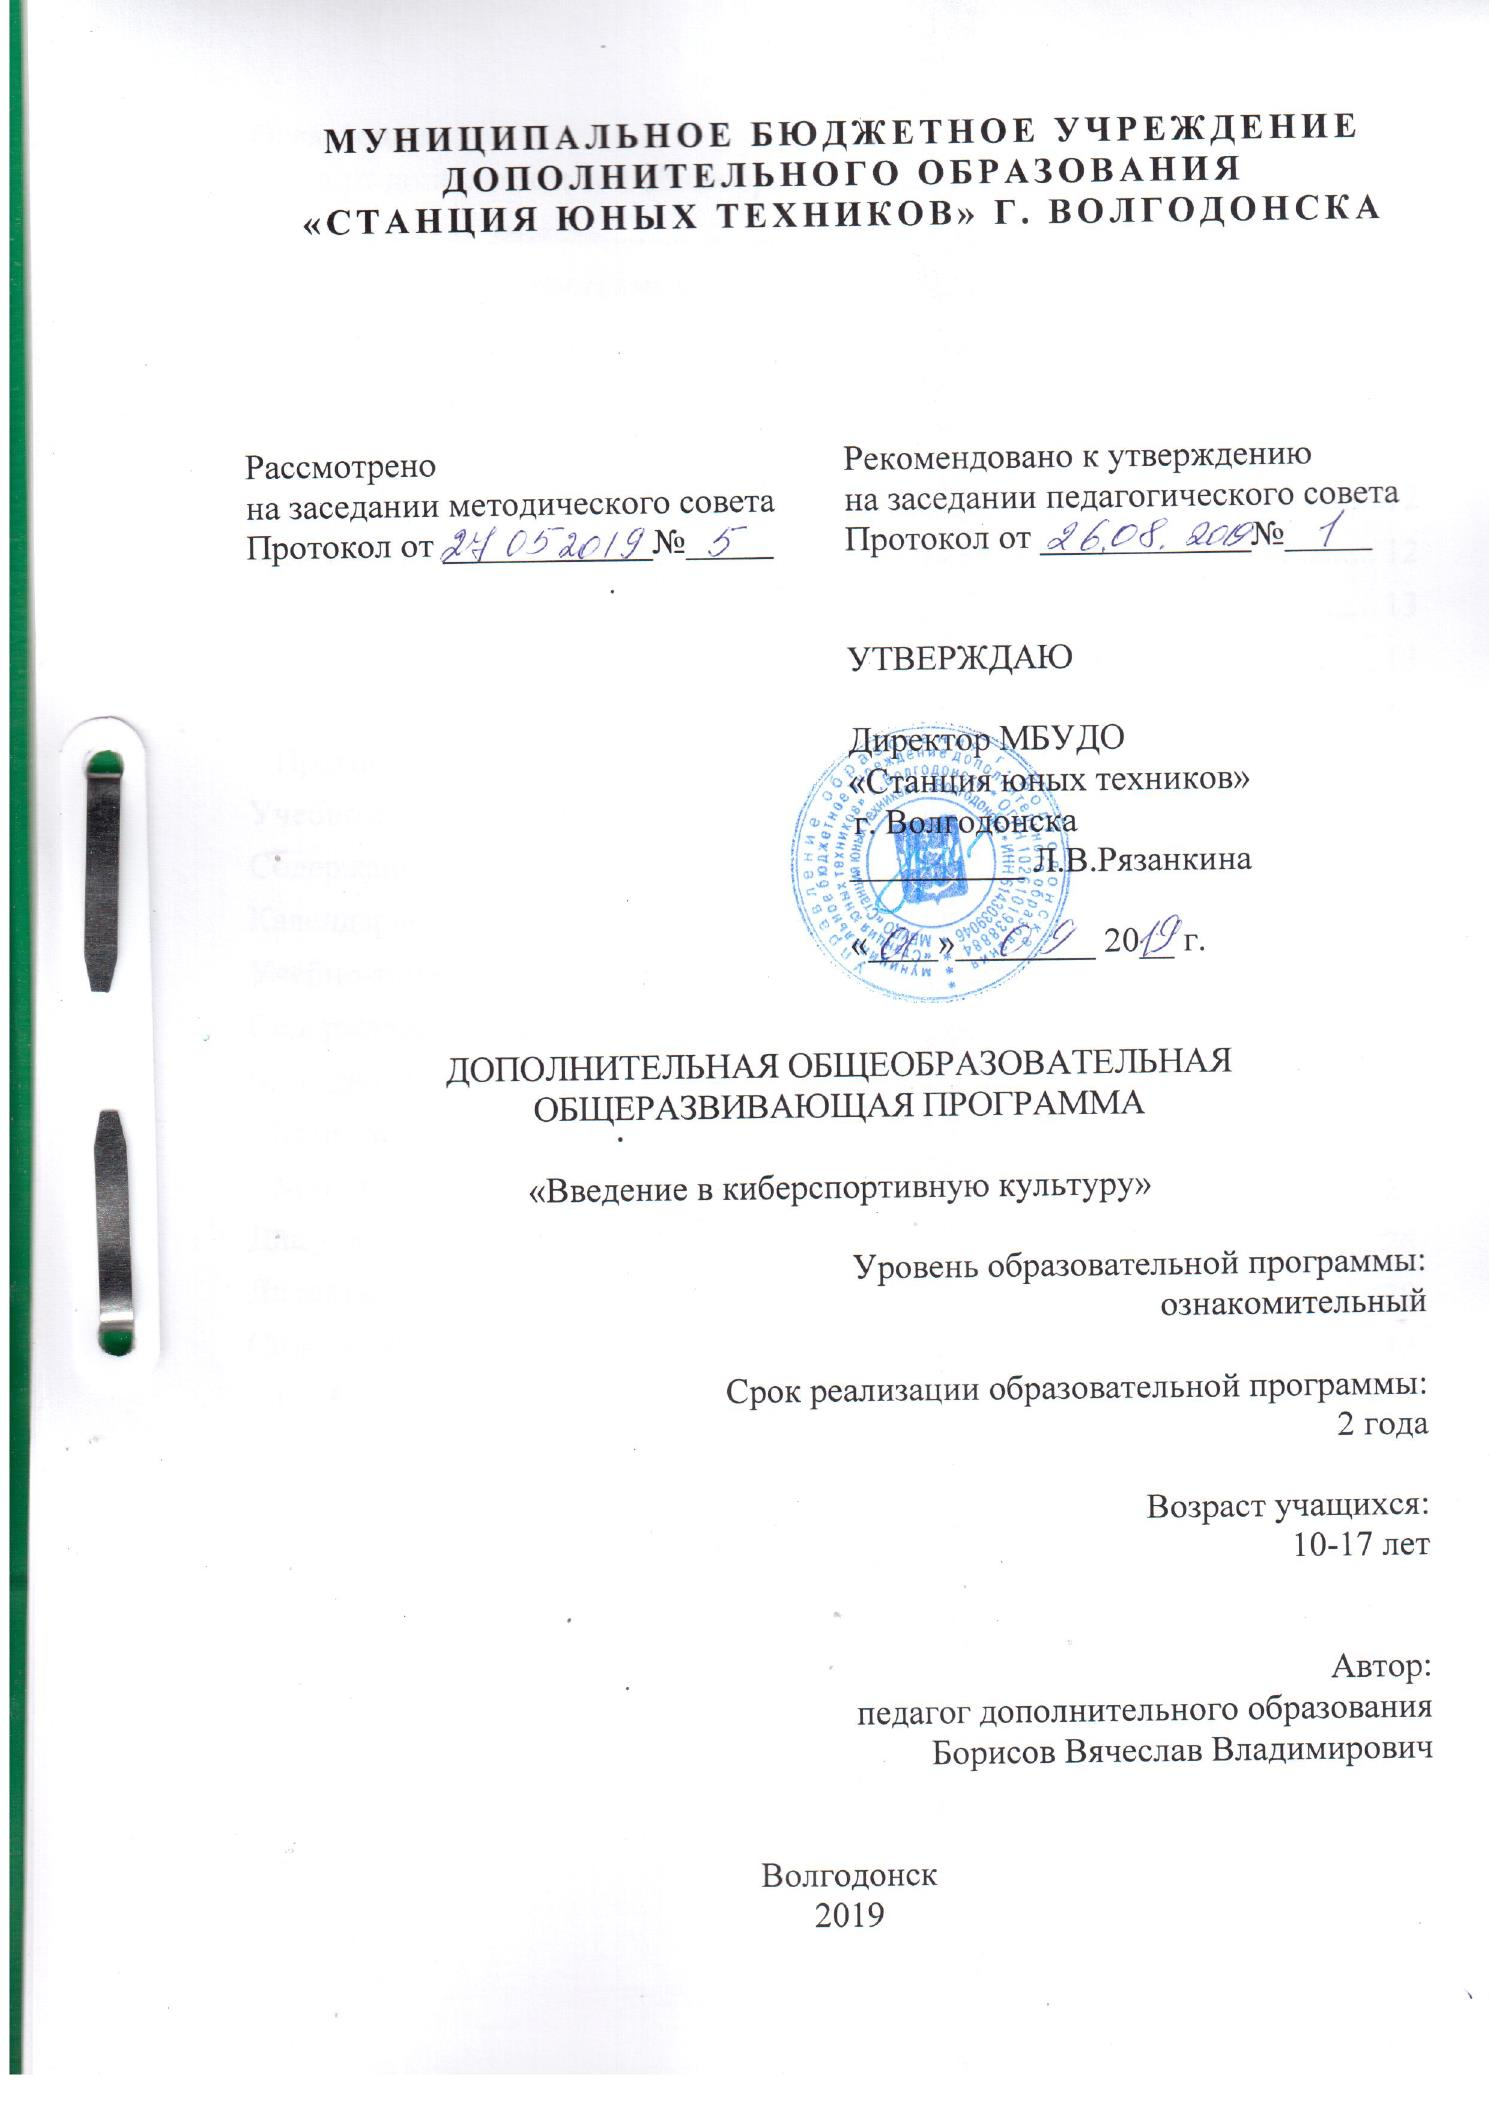 МУНИЦИПАЛЬНОЕ БЮДЖЕТНОЕ УЧРЕЖДЕНИЕ
ДОПОЛНИТЕЛЬНОГО ОБРАЗОВАНИЯ
«СТАНЦИЯ ЮНЫХ ТЕХНИКОВ» Г. ВОЛГОДОНСКА
Рассмотрено
на заседании методического совета
Протокол от 27 05 2019 № 5
Рекомендовано к утверждению
на заседании педагогического совета
Протокол от 26.08. 2019 № 1
УТВЕРЖДАЮ
Директор МБУДО
«Станция юных техников»
г. Волгодонска
Л.В.Рязанкина
«01» 09 2019 г.
ДОПОЛНИТЕЛЬНАЯ ОБЩЕОБРАЗОВАТЕЛЬНАЯ
ОБЩЕРАЗВИВАЮЩАЯ ПРОГРАММА
«Введение в киберспортивную культуру»
Уровень образовательной программы:
ознакомительный
Срок реализации образовательной программы:
2 года
Возраст учащихся:
10-17 лет
Автор:
педагог дополнительного образования
Борисов Вячеслав Владимирович
Волгодонск
2019